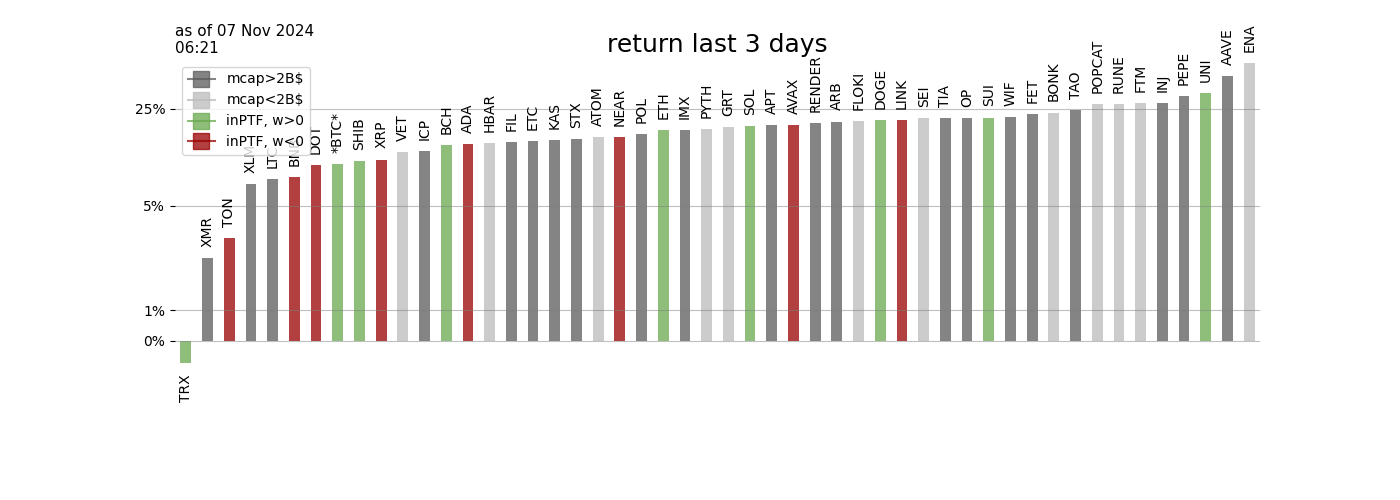 as of 07 Nov 2024
06:21
return last 3 days
mcap>2B$
mcap<2B$
inPTF, w>0
inPTF, w<0
25%
5%
1%
0%
TRX
XMR
TON
XLM
LTC
BNB
DOT
*BTC*
SHIB
XRP
VET
ICP
BCH
ADA
HBAR
FIL
ETC
KAS
STX
ATOM
NEAR
POL
ETH
IMX
PYTH
GRT
SOL
APT
AVAX
RENDER
ARB
FLOKI
DOGE
LINK
SEI
TIA
OP
SUI
WIF
FET
BONK
TAO
POPCAT
RUNE
FTM
INJ
PEPE
UNI
AAVE
ENA